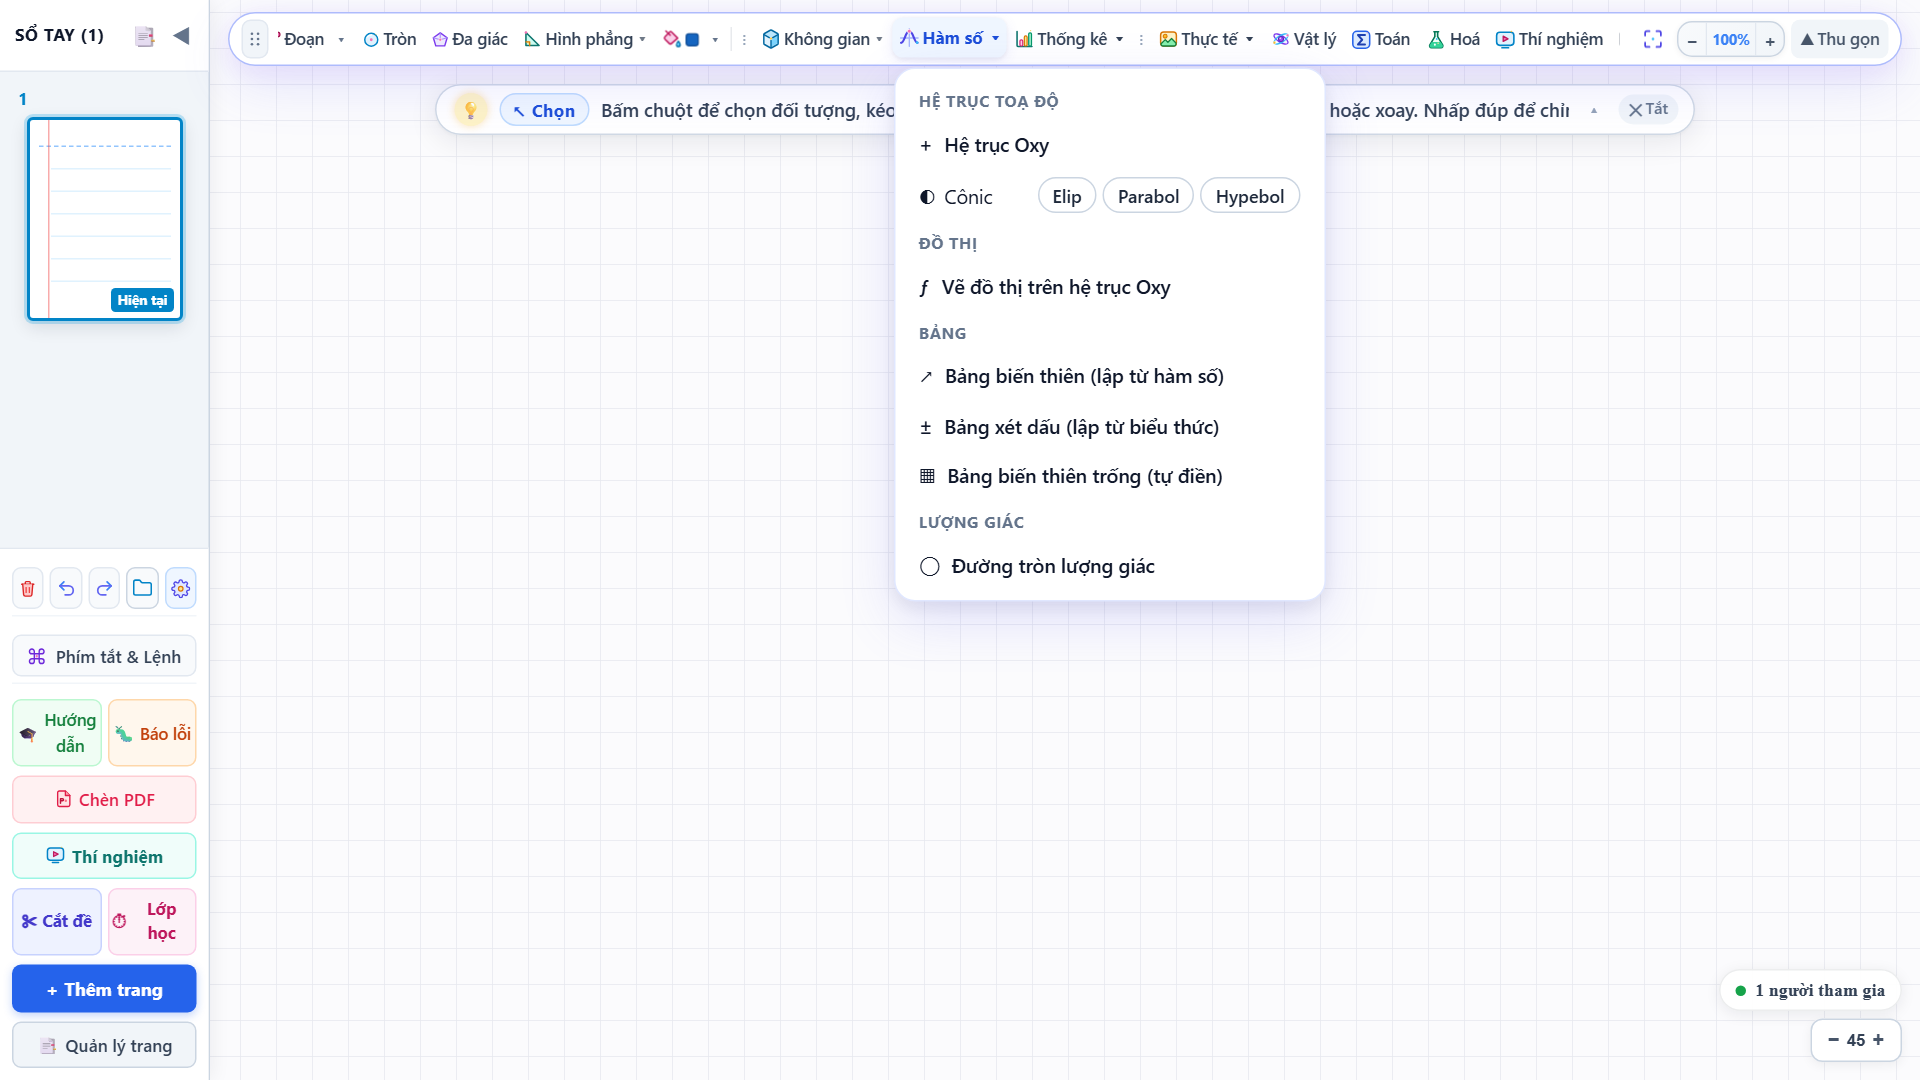 SỔ TAY (1)
Đoạn
Tròn
Đa giác
Hình phẳng
Không gian
Hàm số
Thống kê
Thực tế
Vật lý
Toán
Hoá
Thí nghiệm
− 100% +
Thu gọn
Chọn
Bấm chuột để chọn đối tượng, kéo
hoặc xoay. Nhấp đúp để chỉn
Tắt
HỆ TRỤC TOẠ ĐỘ
+ Hệ trục Oxy
Cônic
Elip
Parabol
Hypebol
ĐỒ THỊ
ƒ Vẽ đồ thị trên hệ trục Oxy
BẢNG
↗ Bảng biến thiên (lập từ hàm số)
± Bảng xét dấu (lập từ biểu thức)
Bảng biến thiên trống (tự điền)
LƯỢNG GIÁC
Đường tròn lượng giác
1
Hiện tại
Phím tắt & Lệnh
Hướng
dẫn
Báo lỗi
Chèn PDF
Thí nghiệm
Cắt đề
Lớp
học
+ Thêm trang
Quản lý trang
1 người tham gia
− 45 +